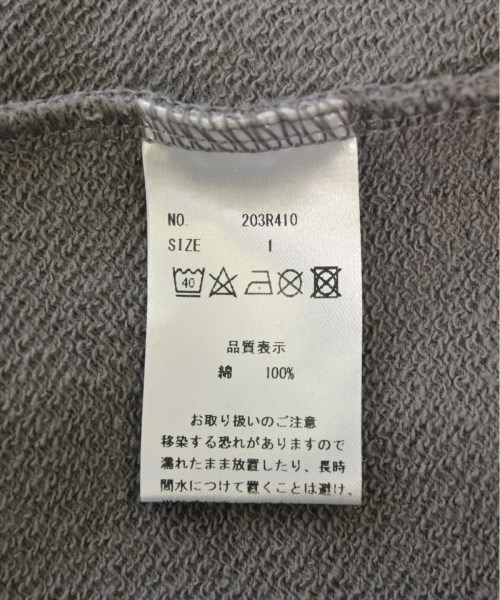 NO. 203R410
SIZE 1
40
品質表示
綿 100%
お取り扱いのご注意
移染する恐れがありますので
濡れたまま放置したり、長時
間水につけて置くことは避け、